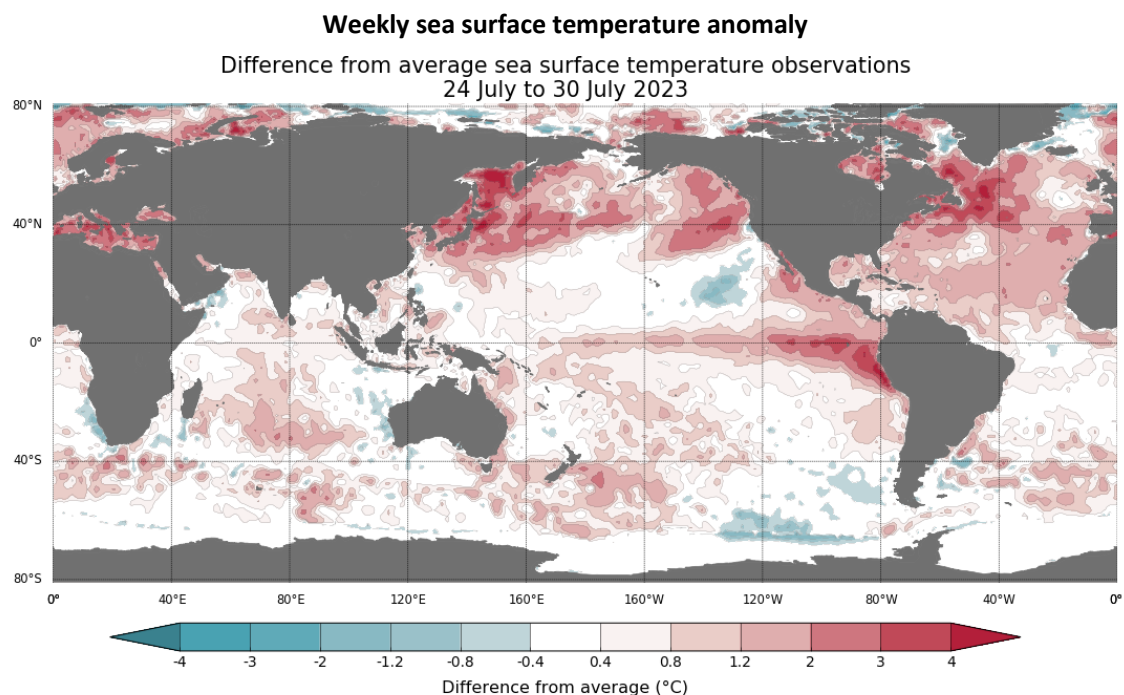 Weekly sea surface temperature anomaly
Difference from average sea surface temperature observations
24 July to 30 July 2023
80°N
40°N
0°
40°S
80°S
0° 40°E 80°E 120°E 160°E 160°W 120°W 80°W 40°W 0°
-4 -3 -2 -1.2 -0.8 -0.4 0.4 0.8 1.2 2 3 4
Difference from average (°C)